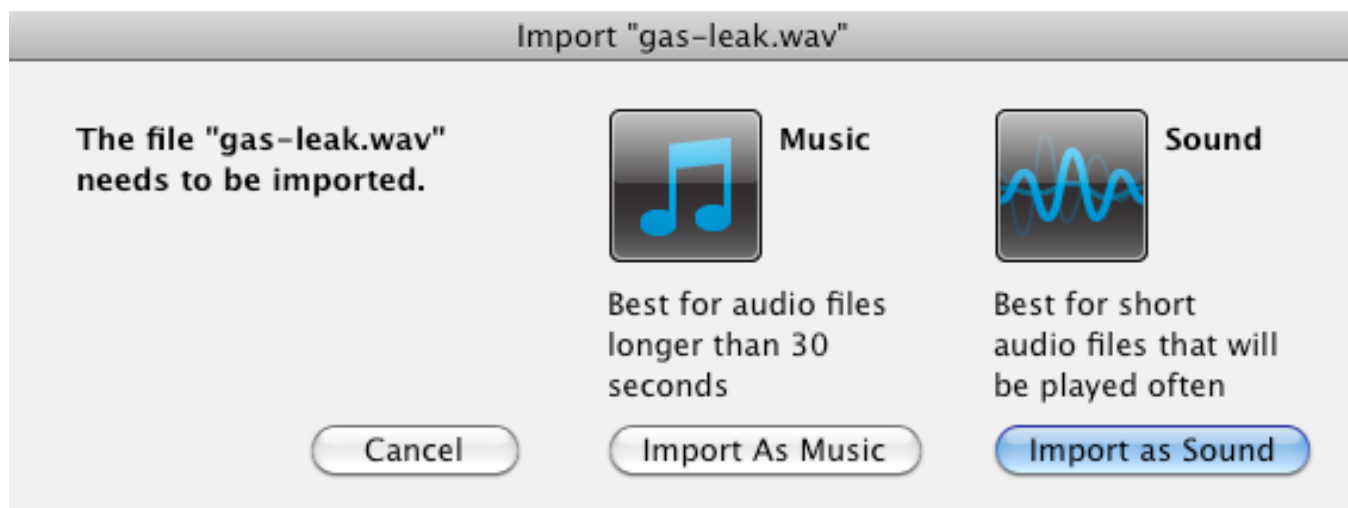 Import "gas-leak.wav"
The file "gas-leak.wav"
needs to be imported.
Music
Best for audio files
longer than 30
seconds
Sound
Best for short
audio files that will
be played often
Cancel
Import As Music
Import as Sound